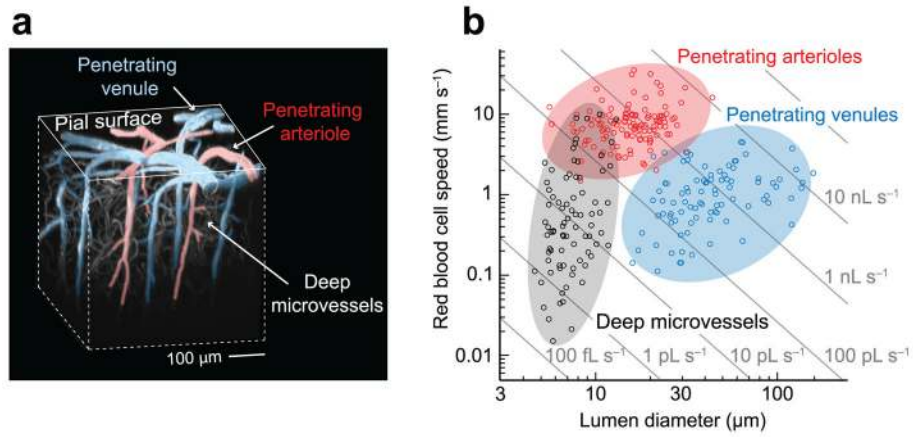 a
Penetrating
venule
Pial surface
Penetrating
arteriole
Deep
microvessels
100 µm
b
Red blood cell speed (mm s⁻¹)
10
1
0.1
0.01
Penetrating arterioles
Penetrating venules
10 nL s⁻¹
1 nL s⁻¹
Deep microvessels
100 fL s⁻¹
1 pL s⁻¹
10 pL s⁻¹
100 pL s⁻¹
3
10
30
100
Lumen diameter (µm)